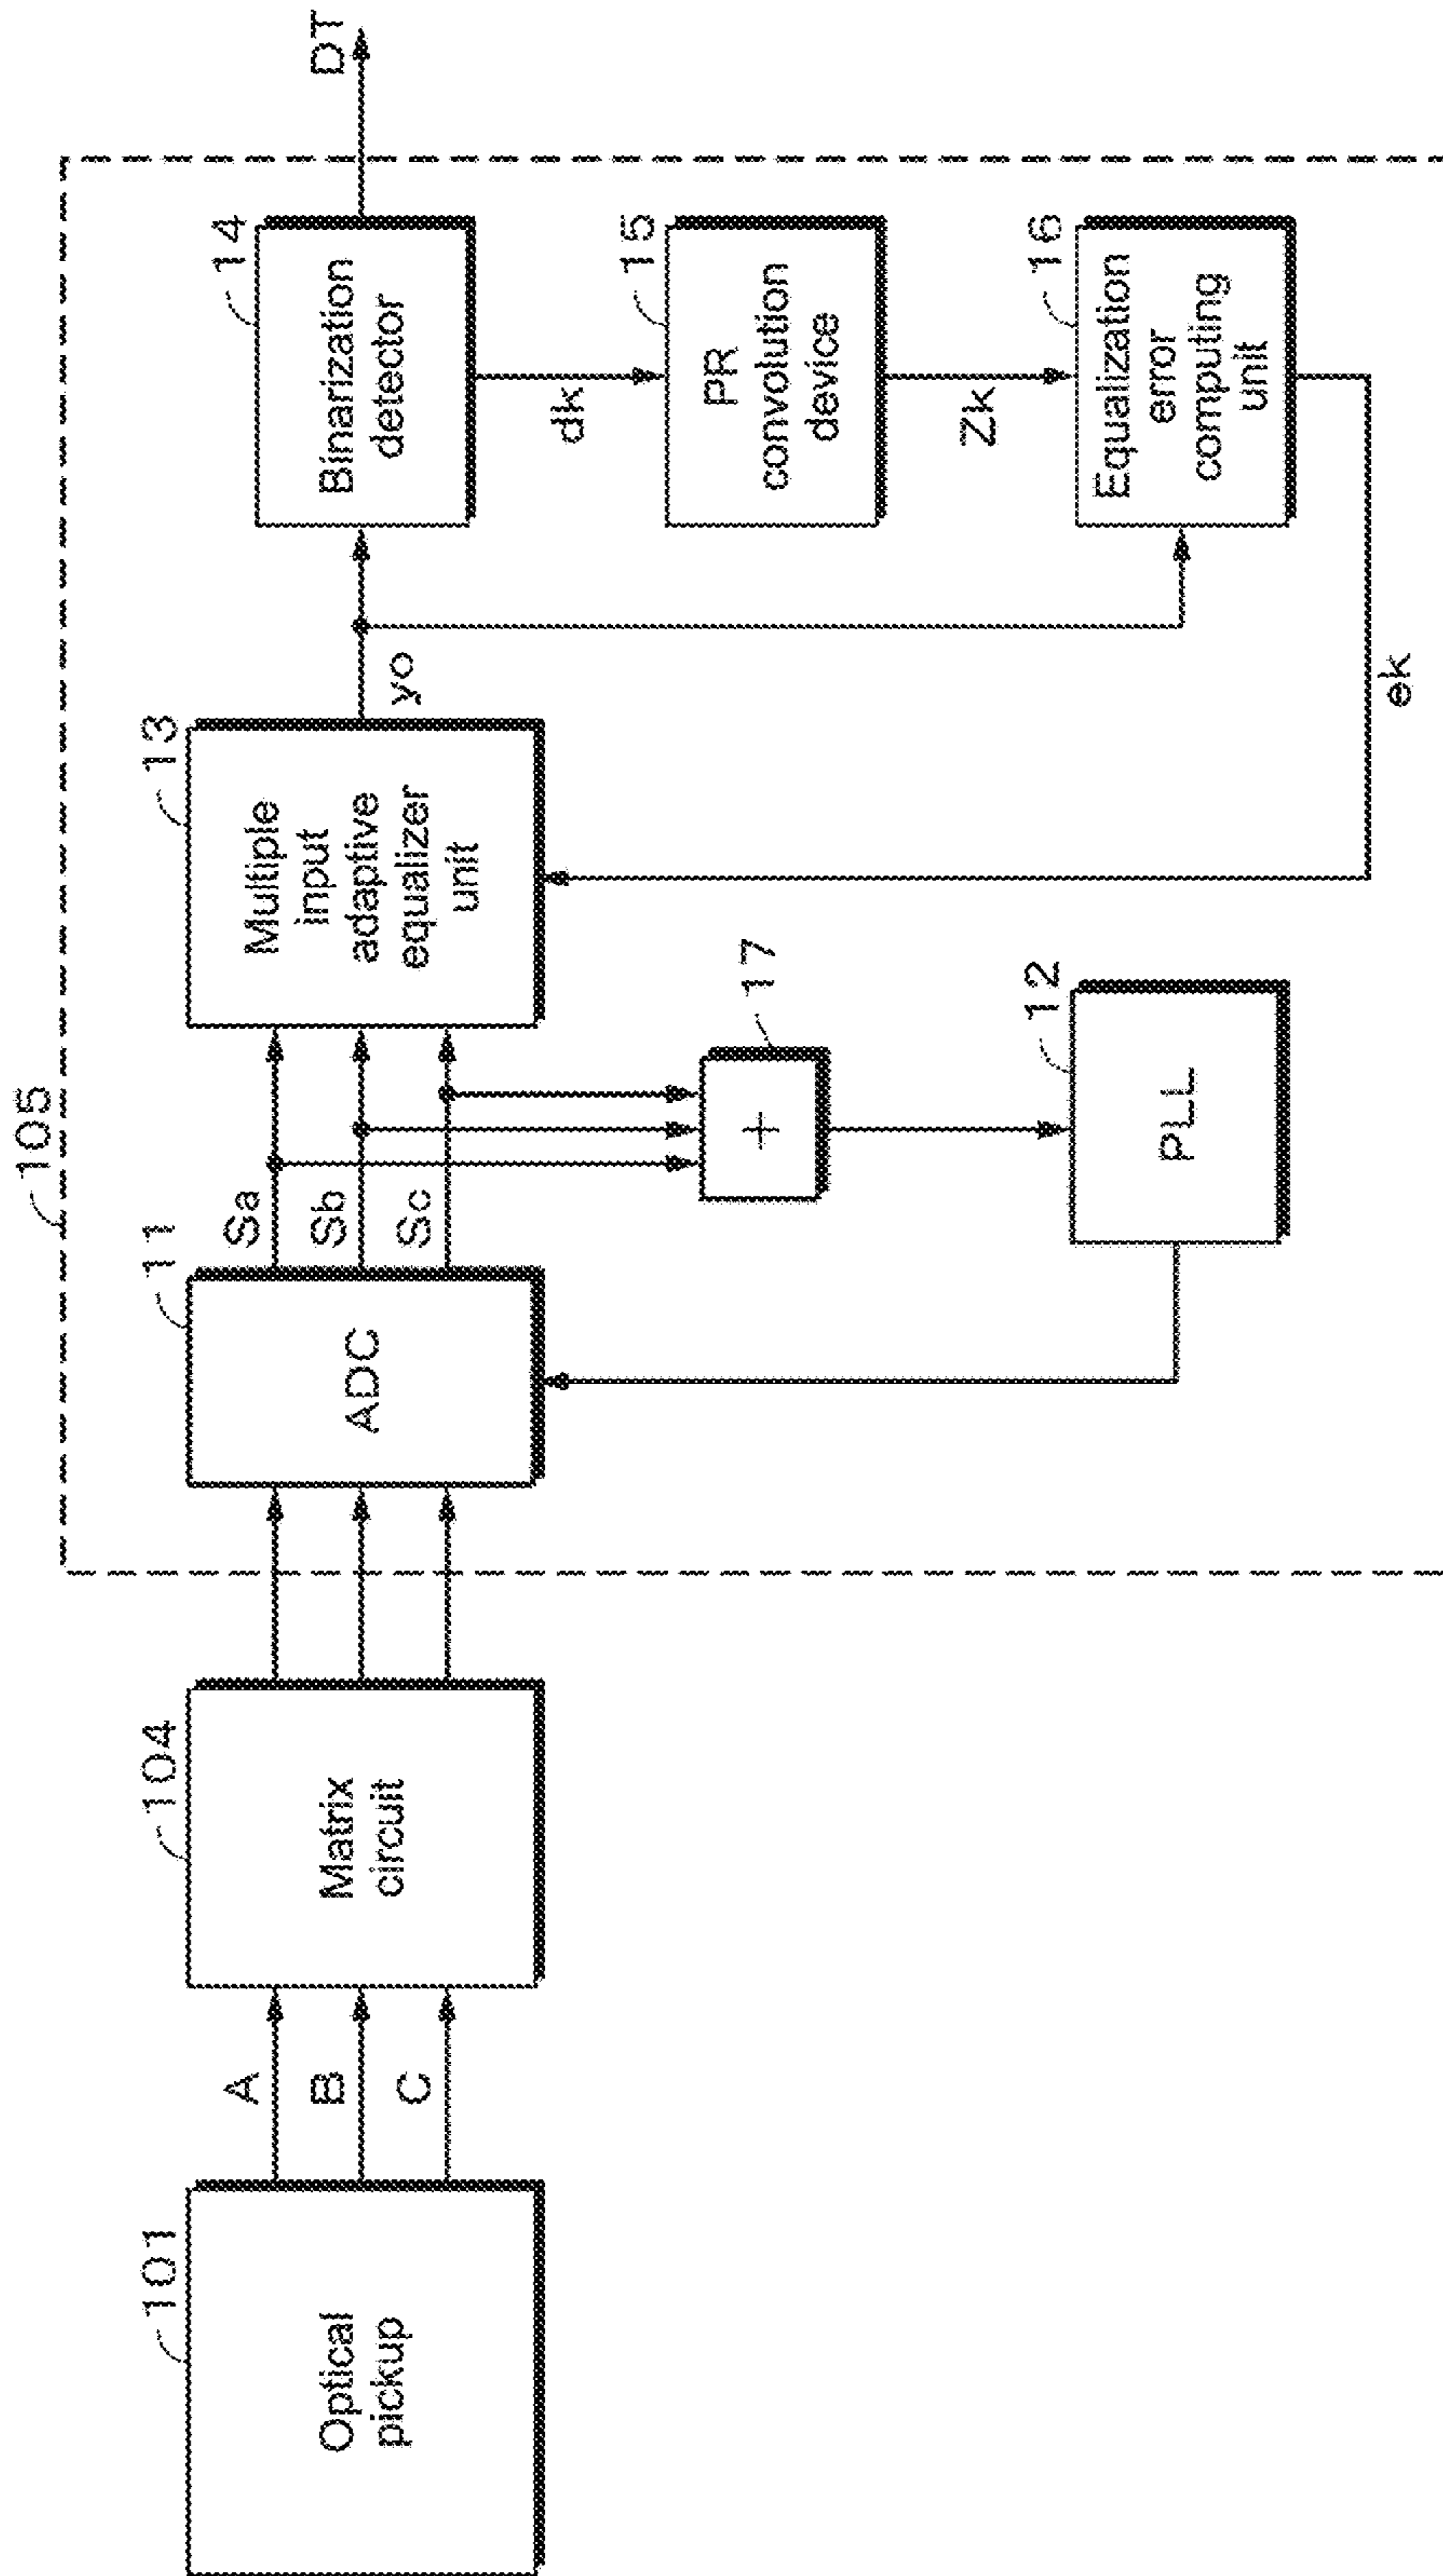 105
101
Optical
pickup
A
B
C
104
Matrix
circuit
11
ADC
Sa
Sb
Sc
13
Multiple
input
adaptive
equalizer
unit
yo
14
Binarization
detector
DT
dk
15
PR
convolution
device
Zk
16
Equalization
error
computing
unit
ek
17
+
12
PLL